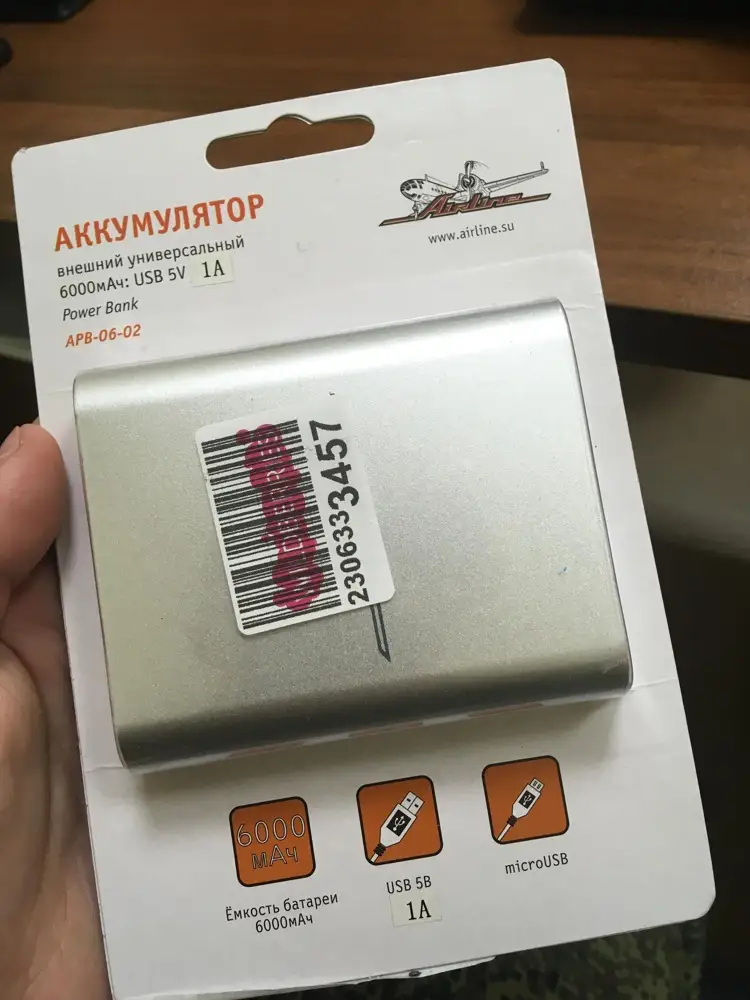 АККУМУЛЯТОР
внешний универсальный
6000мАч: USB 5V 1A
Power Bank
APB-06-02
Airline
www.airline.su
2306333457
6000
мАч
Ёмкость батареи
6000мАч
USB 5В
1A
microUSB